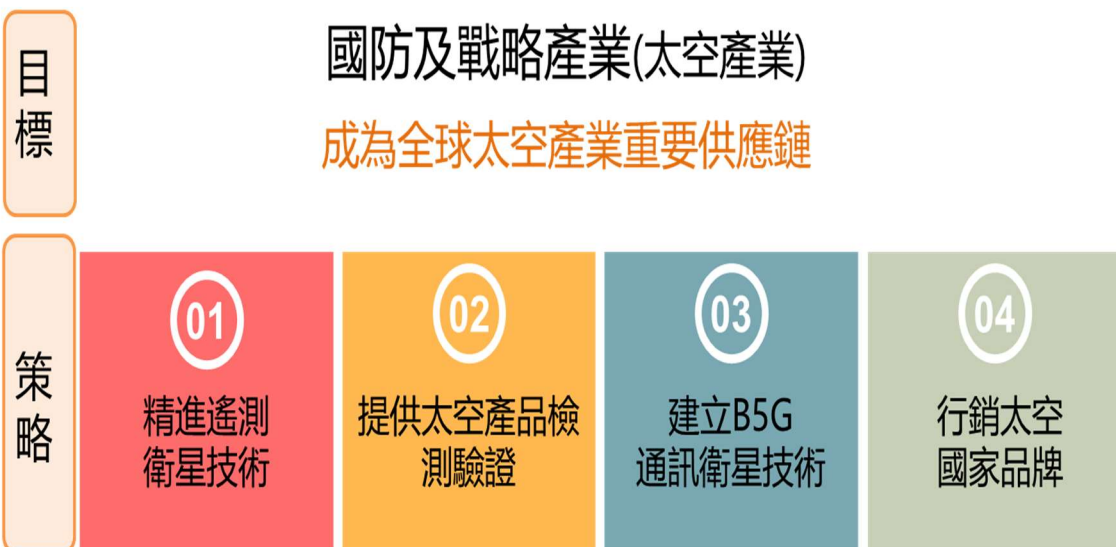 目標
國防及戰略產業(太空產業)
成為全球太空產業重要供應鏈
策略
01
精進遙測
衛星技術
02
提供太空產品檢
測驗證
03
建立B5G
通訊衛星技術
04
行銷太空
國家品牌